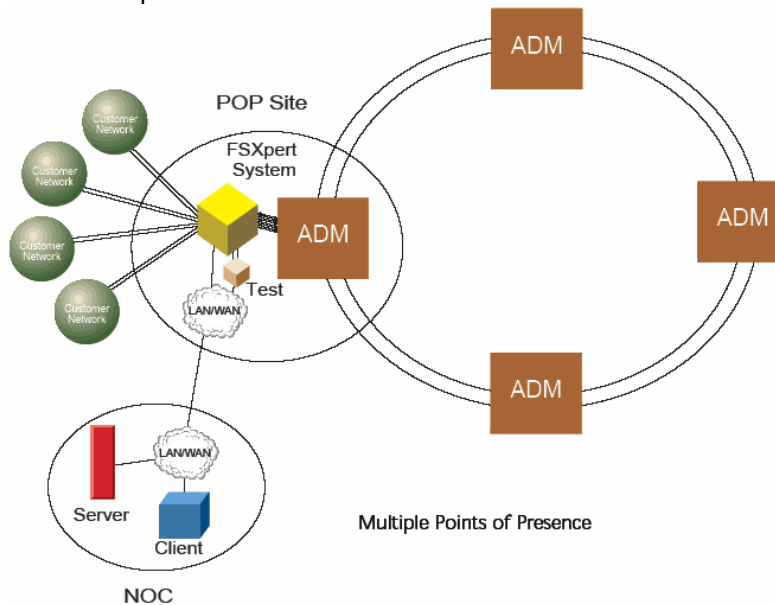 ADM
POP Site
Customer
Network
FSXpert
System
Customer
Network
ADM
ADM
Customer
Network
Test
LAN/WAN
Customer
Network
ADM
LAN/WAN
Server
Client
Multiple Points of Presence
NOC